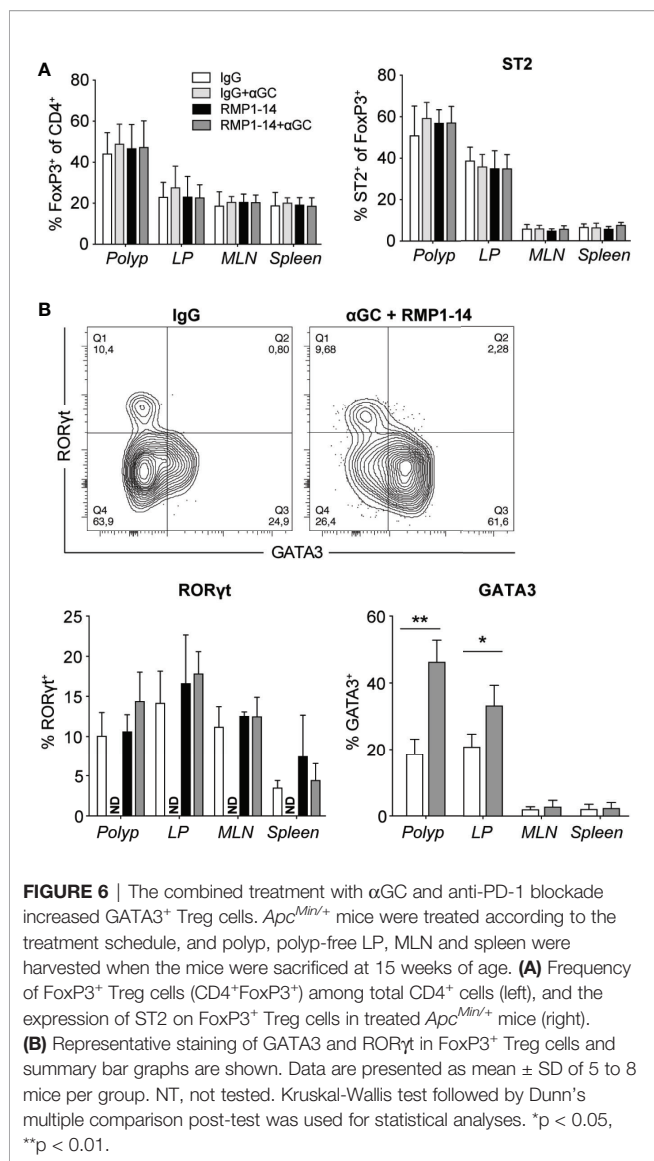 A
% FoxP3⁺ of CD4⁺
80
60
40
20
0
IgG
IgG+αGC
RMP1-14
RMP1-14+αGC
Polyp LP MLN Spleen
ST2
% ST2⁺ of FoxP3⁺
80
60
40
20
0
Polyp LP MLN Spleen
B
IgG
αGC + RMP1-14
RORγt
Q1
10,4
Q2
0,80
Q4
63,9
Q3
24,9
Q1
9,68
Q2
2,28
Q4
26,4
Q3
61,6
GATA3
RORγt
% RORγt⁺
25
20
15
10
5
0
ND ND ND ND
Polyp LP MLN Spleen
GATA3
% GATA3⁺
60
40
20
0
**
*
Polyp LP MLN Spleen
FIGURE 6 | The combined treatment with αGC and anti-PD-1 blockade
increased GATA3⁺ Treg cells. Apc^Min/+ mice were treated according to the
treatment schedule, and polyp, polyp-free LP, MLN and spleen were
harvested when the mice were sacrificed at 15 weeks of age. (A) Frequency
of FoxP3⁺ Treg cells (CD4⁺FoxP3⁺) among total CD4⁺ cells (left), and the
expression of ST2 on FoxP3⁺ Treg cells in treated Apc^Min/+ mice (right).
(B) Representative staining of GATA3 and RORγt in FoxP3⁺ Treg cells and
summary bar graphs are shown. Data are presented as mean ± SD of 5 to 8
mice per group. NT, not tested. Kruskal-Wallis test followed by Dunn's
multiple comparison post-test was used for statistical analyses. *p < 0.05,
**p < 0.01.